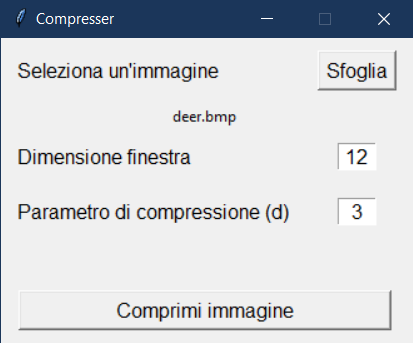 Compresser
Seleziona un'immagine Sfoglia
deer.bmp
Dimensione finestra 12
Parametro di compressione (d) 3
Comprimi immagine